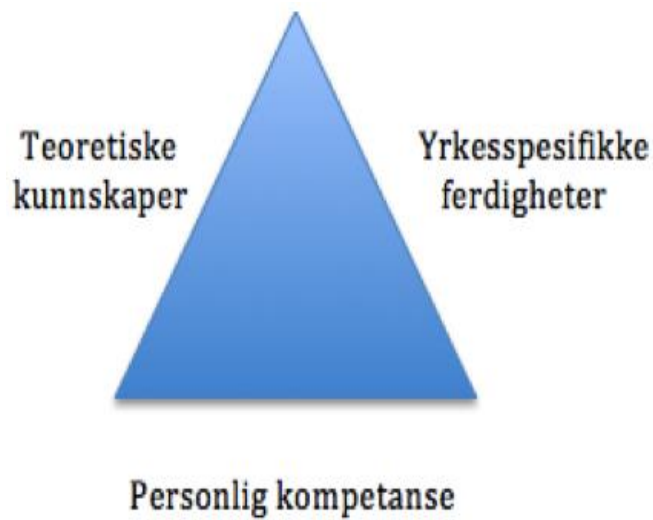 Teoretiske
kunnskaper
Yrkesspesifikke
ferdigheter
Personlig kompetanse